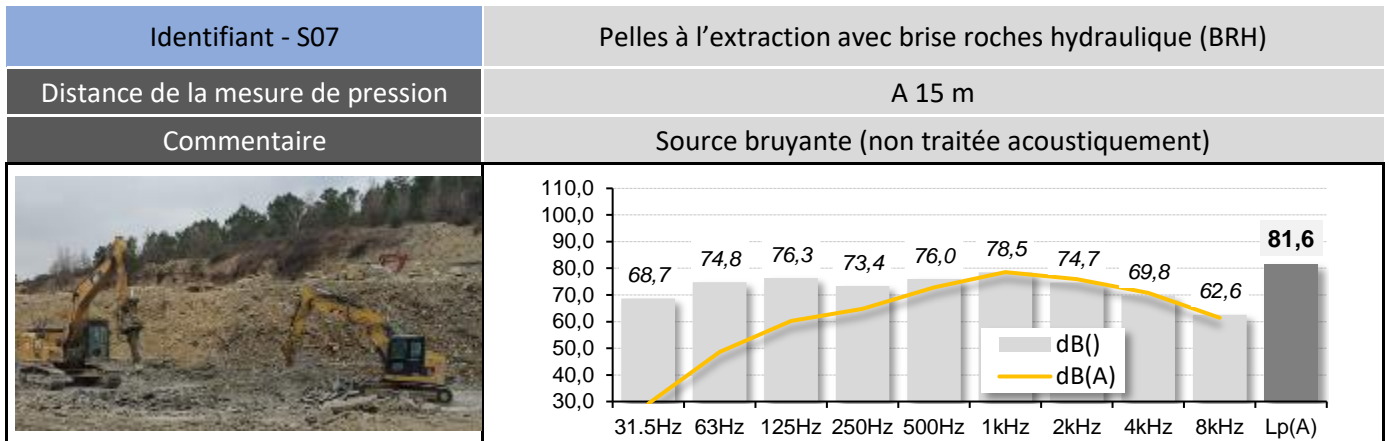 Identifiant - S07
Pelles à l’extraction avec brise roches hydraulique (BRH)
Distance de la mesure de pression
A 15 m
Commentaire
Source bruyante (non traitée acoustiquement)
110,0
100,0
90,0
80,0
70,0
60,0
50,0
40,0
30,0
68,7
74,8
76,3
73,4
76,0
78,5
74,7
69,8
62,6
81,6
dB()
dB(A)
31.5Hz 63Hz 125Hz 250Hz 500Hz 1kHz 2kHz 4kHz 8kHz Lp(A)